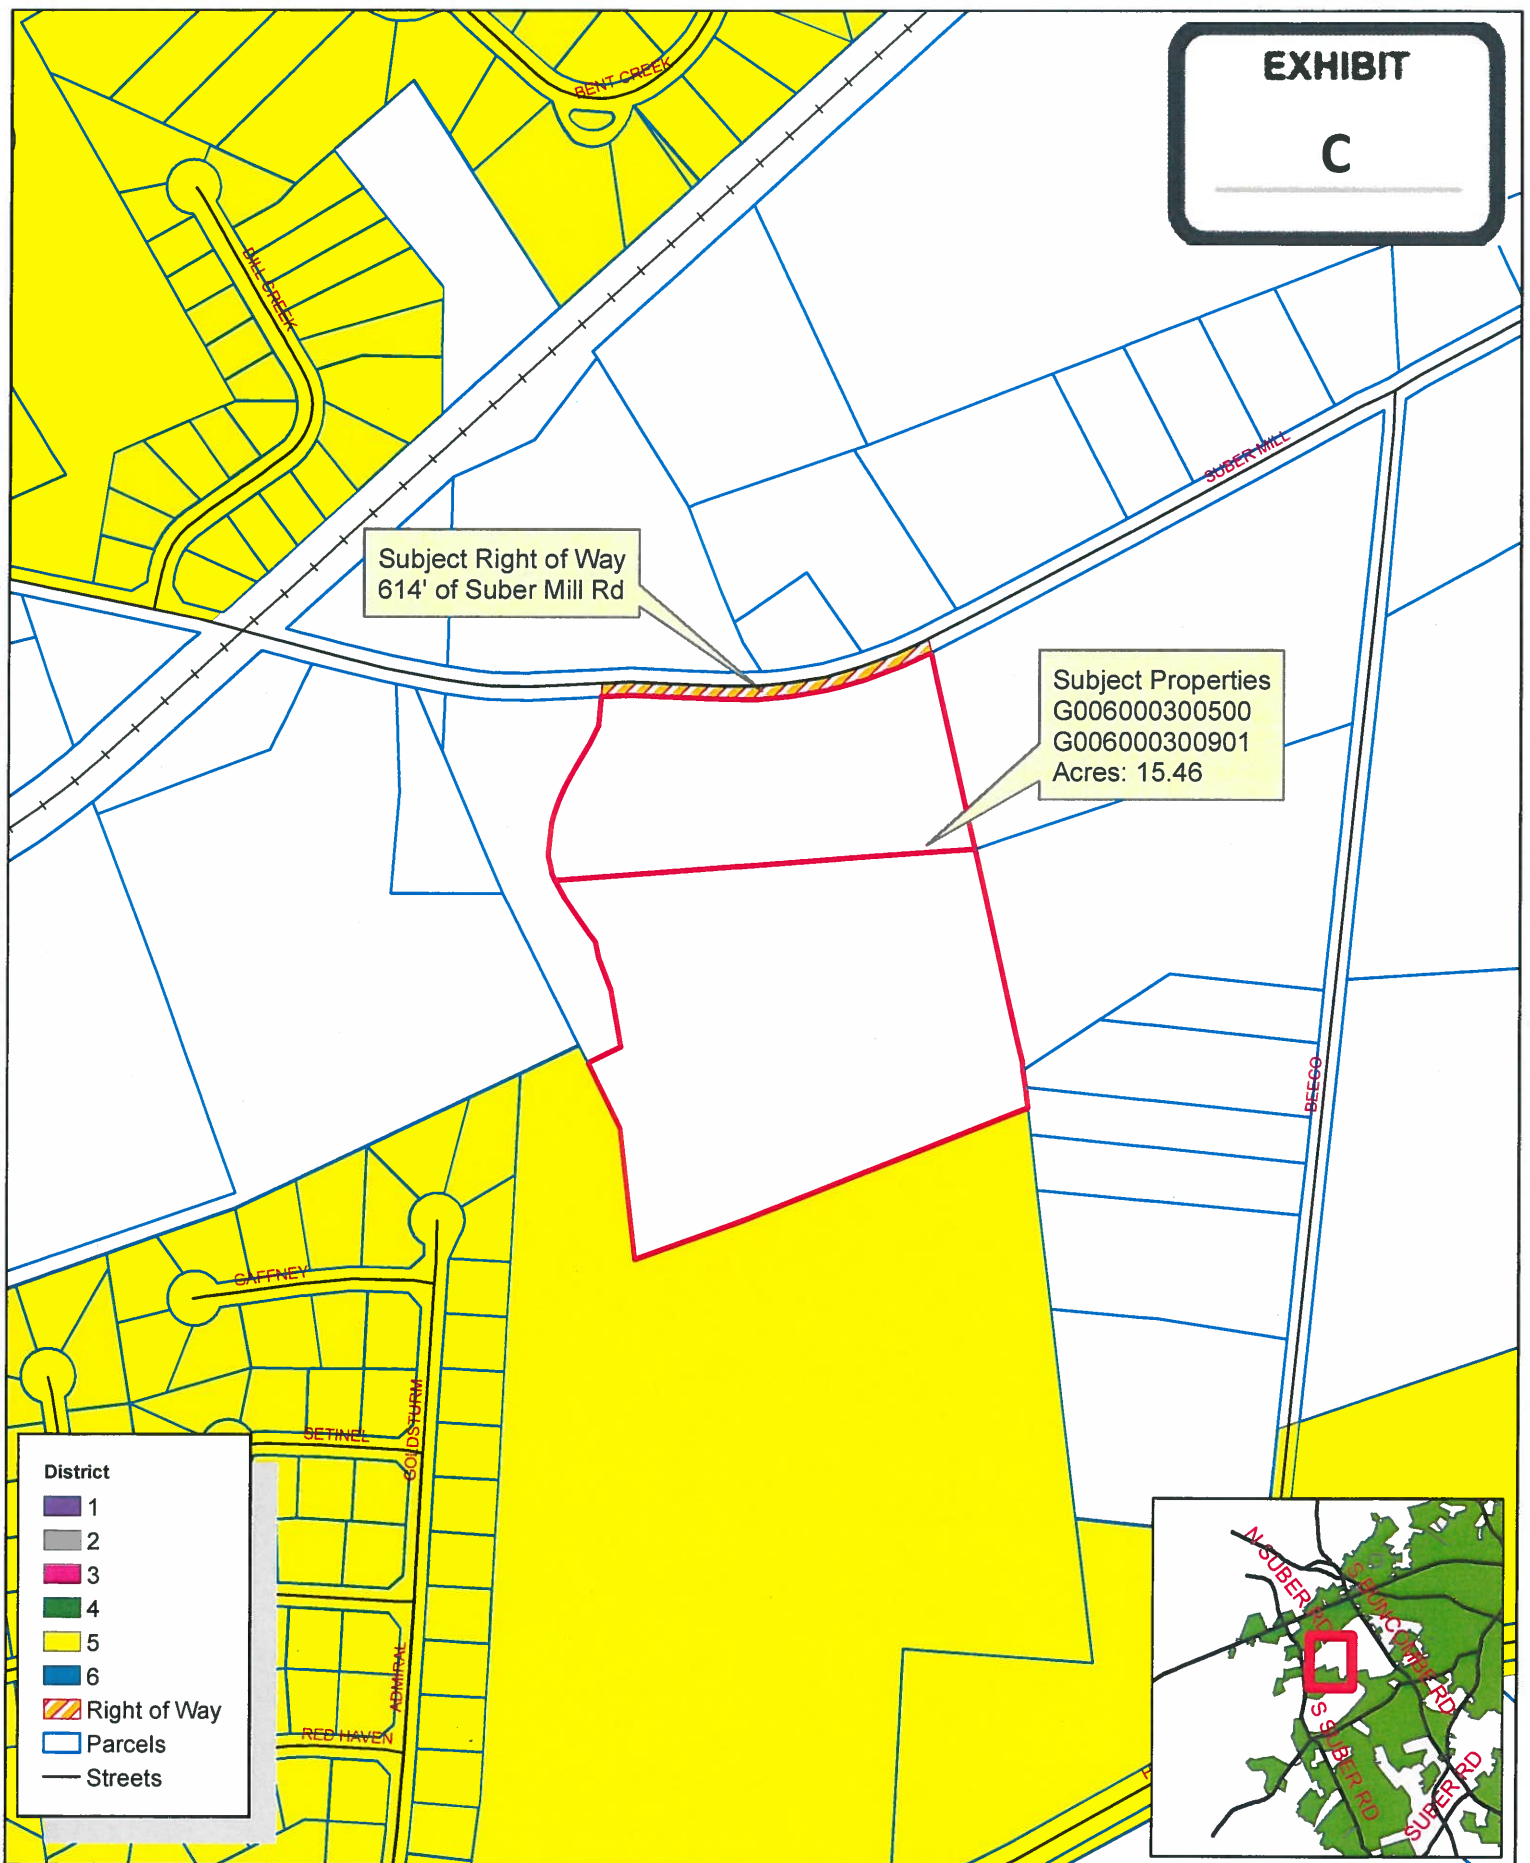 EXHIBIT
C
BENT CREEK
BILL CREEK
SUBER MILL
Subject Right of Way
614' of Suber Mill Rd
Subject Properties
G006000300500
G006000300901
Acres: 15.46
BEECO
GAFFNEY
SETINEL
GOLDSTURM
ADMIRAL
RED HAVEN
District
1
2
3
4
5
6
Right of Way
Parcels
Streets
N SUBER RD
S BUNCOMBE RD
S SUBER RD
SUBER RD